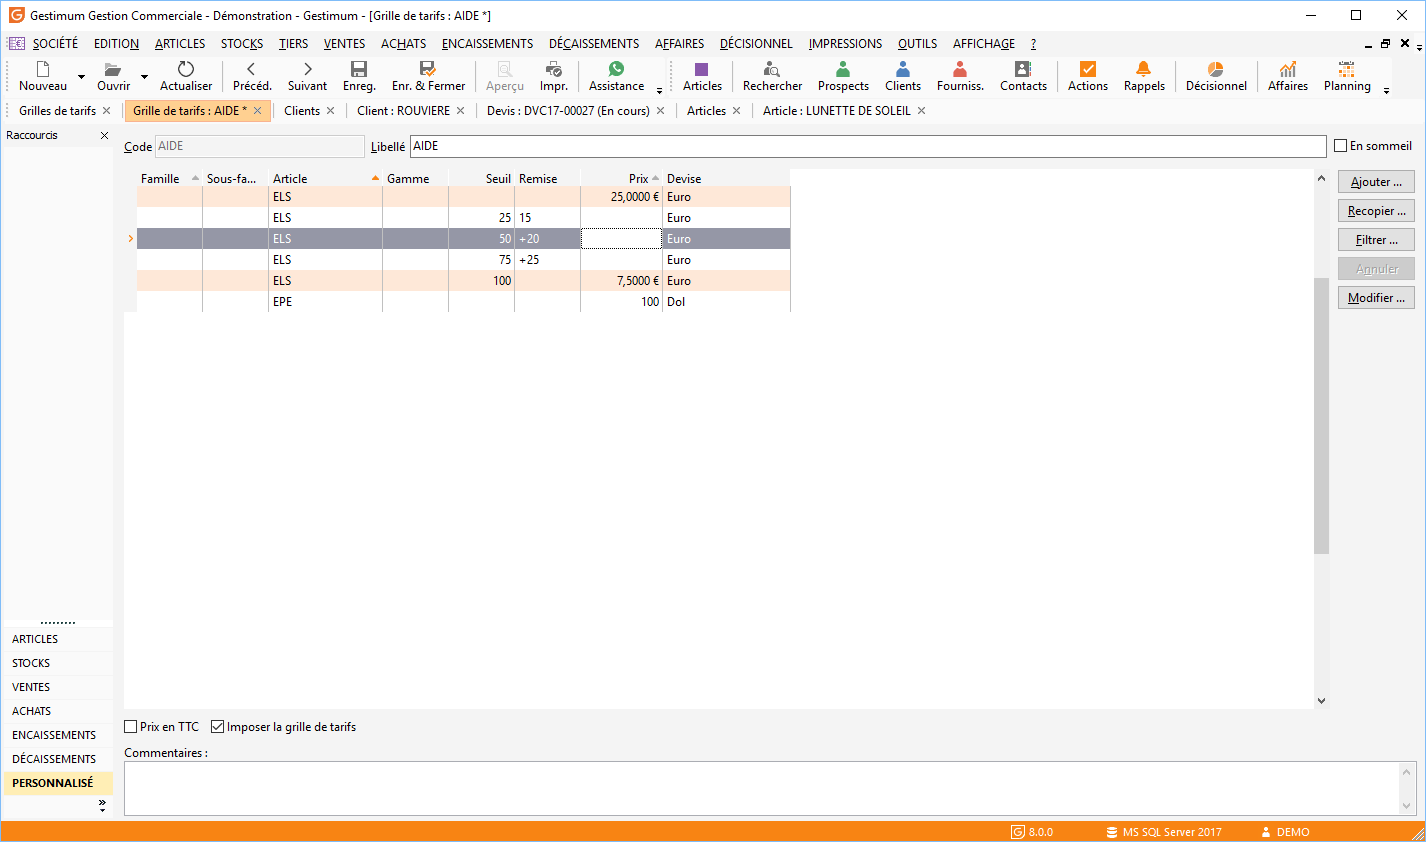 Gestimum Gestion Commerciale - Démonstration - Gestimum - [Grille de tarifs : AIDE *]
SOCIÉTÉ EDITION ARTICLES STOCKS TIERS VENTES ACHATS ENCAISSEMENTS DÉCAISSEMENTS AFFAIRES DÉCISIONNEL IMPRESSIONS OUTILS AFFICHAGE ?
Nouveau Ouvrir Actualiser Précéd. Suivant Enreg. Enr. & Fermer Aperçu Impr. Assistance Articles Rechercher Prospects Clients Fourniss. Contacts Actions Rappels Décisionnel Affaires Planning
Grilles de tarifs Grille de tarifs : AIDE * Clients Client : ROUVIERE Devis : DVC17-00027 (En cours) Articles Article : LUNETTE DE SOLEIL
Raccourcis
Code AIDE Libellé AIDE En sommeil
Famille Sous-fa... Article Gamme Seuil Remise Prix Devise
ELS 25,0000 € Euro
ELS 25 15 Euro
ELS 50 +20 Euro
ELS 75 +25 Euro
ELS 100 7,5000 € Euro
EPE 100 Dol
Ajouter ...
Recopier ...
Filtrer ...
Annuler
Modifier ...
ARTICLES
STOCKS
VENTES
ACHATS
ENCAISSEMENTS
DÉCAISSEMENTS
PERSONNALISÉ
Prix en TTC Imposer la grille de tarifs
Commentaires :
8.0.0 MS SQL Server 2017 DEMO